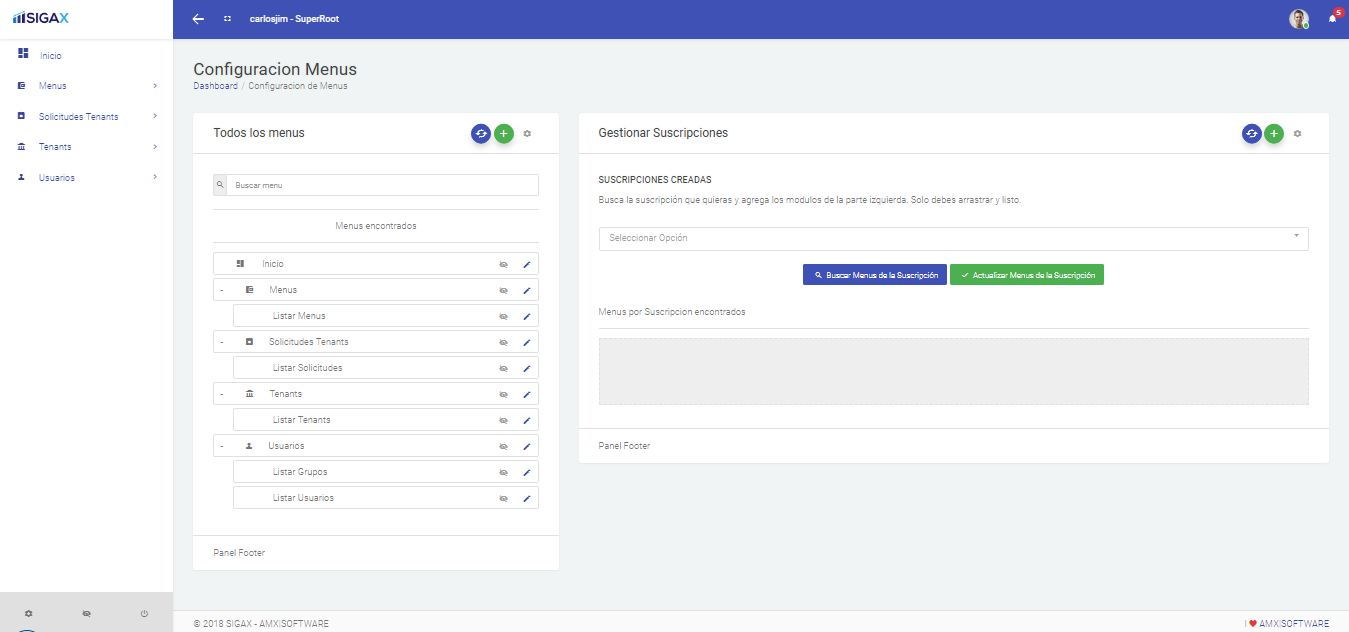 SIGAX
carlosjim - SuperRoot
5
Inicio
Menus
Solicitudes Tenants
Tenants
Usuarios
Configuracion Menus
Dashboard / Configuracion de Menus
Todos los menus
Buscar menu
Menus encontrados
Inicio
- Menus
Listar Menus
- Solicitudes Tenants
Listar Solicitudes
- Tenants
Listar Tenants
- Usuarios
Listar Grupos
Listar Usuarios
Panel Footer
Gestionar Suscripciones
SUSCRIPCIONES CREADAS
Busca la suscripción que quieras y agrega los modulos de la parte izquierda. Solo debes arrastrar y listo.
Seleccionar Opción
Buscar Menus de la Suscripción
Actualizar Menus de la Suscripción
Menus por Suscripcion encontrados
Panel Footer
© 2018 SIGAX - AMX|SOFTWARE
| ❤ AMX|SOFTWARE